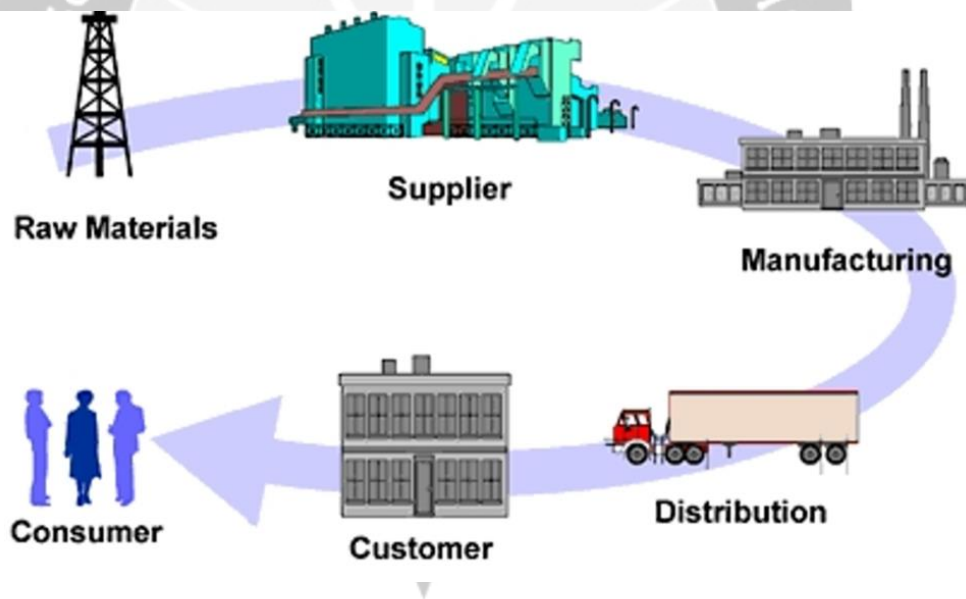 Raw Materials
Supplier
Manufacturing
Distribution
Customer
Consumer